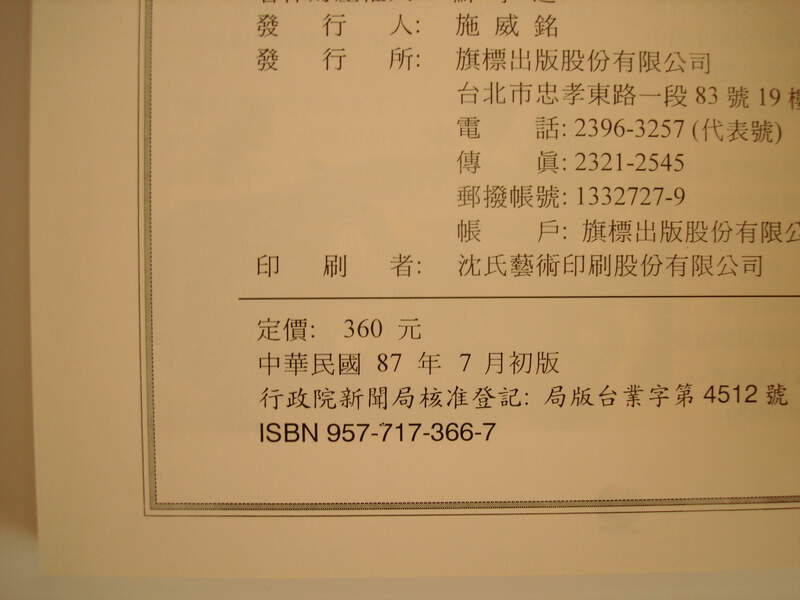 發 行 人: 施 威 銘
發 行 所: 旗標出版股份有限公司
台北市忠孝東路一段 83 號 19 樓
電 話: 2396-3257 (代表號)
傳 眞: 2321-2545
郵撥帳號: 1332727-9
帳 戶: 旗標出版股份有限公
印 刷 者: 沈氏藝術印刷股份有限公司
定價: 360 元
中華民國 87 年 7 月初版
行政院新聞局核准登記: 局版台業字第 4512 號
ISBN 957-717-366-7